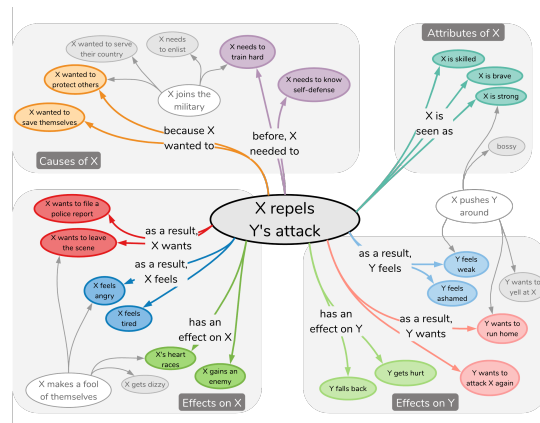 Attributes of X
X wanted to serve
their country
X needs
to enlist
X needs to
train hard
X is skilled
X wanted to
protect others
X is brave
X needs to know
self-defense
X joins the
military
X is strong
X wanted to
save themselves
because X
wanted to
before, X
needed to
X is
seen as
bossy
Causes of X
X repels
Y's attack
X pushes Y
around
X wants to file a
police report
X wants to leave
the scene
as a result,
X wants
as a result,
X feels
as a result,
Y feels
Y feels
weak
Y feels
ashamed
Y wants to
yell at X
X feels
angry
X feels
tired
has an
effect on X
has an
effect on Y
as a result,
Y wants
Y wants to
run home
X's heart
races
X gains an
enemy
X gets dizzy
X makes a fool
of themselves
Y falls back
Y gets hurt
Y wants to
attack X again
Effects on X
Effects on Y